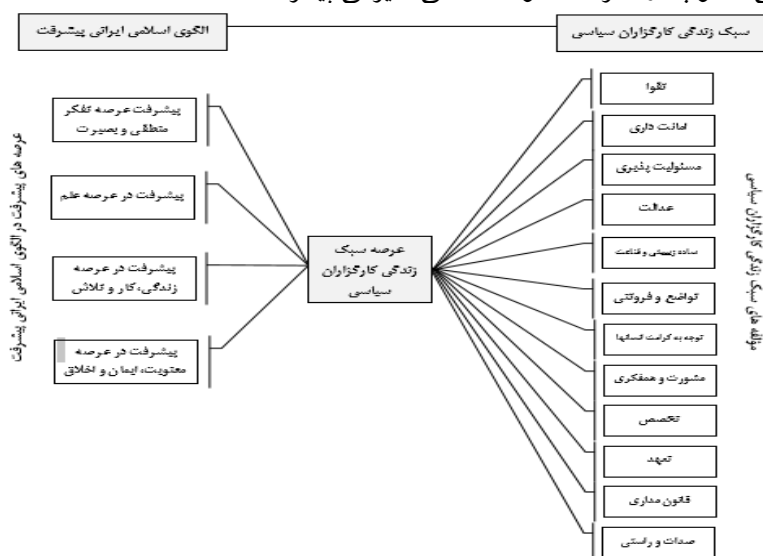 سبک زندگی کارگزاران سیاسی
الگوی اسلامی ایرانی پیشرفت
مؤلفه های سبک زندگی کارگزاران سیاسی
تقوا
امانت داری
مسئولیت پذیری
عدالت
ساده زیستی و قناعت
تواضع و فروتنی
توجه به کرامت انسانها
مشورت و همفکری
تخصص
تعهد
قانون مداری
صدات و راستی
عرصه سبک
زندگی کارگزاران
سیاسی
پیشرفت عرصه تفکر
منطقی و بصیرت
پیشرفت در عرصه علم
پیشرفت در عرصه
زندگی، کار و تلاش
پیشرفت در عرصه
معنویت، ایمان و اخلاق
عرصه های پیشرفت در الگوی اسلامی ایرانی پیشرفت